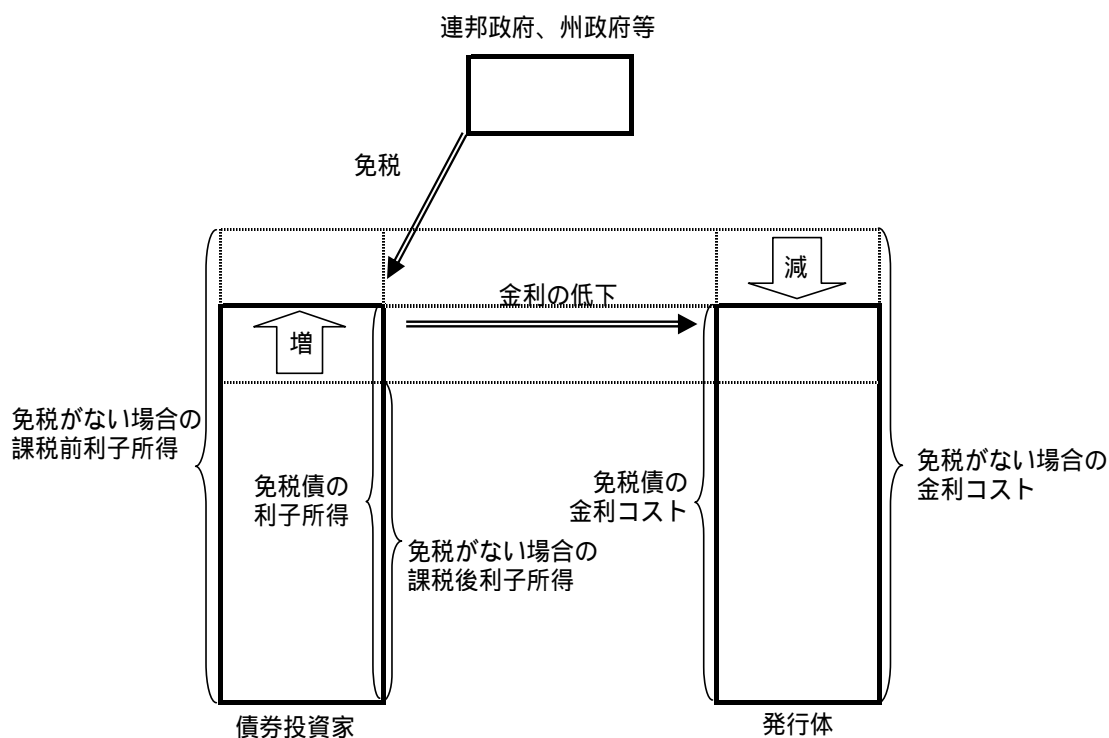 連邦政府、州政府等
免税
減
金利の低下
増
免税がない場合の
課税前利子所得
免税債の
利子所得
免税債の
金利コスト
免税がない場合の
金利コスト
免税がない場合の
課税後利子所得
債券投資家
発行体